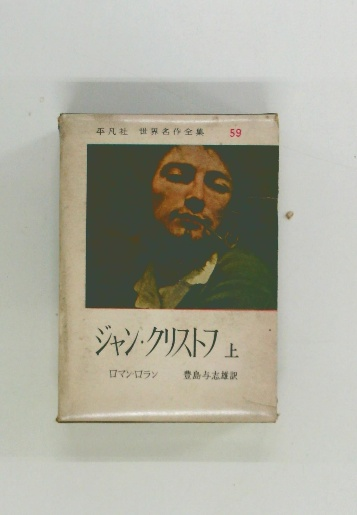 平凡社 世界名作全集 59
ジャン・クリストフ 上
ロマン・ロラン 豊島与志雄訳